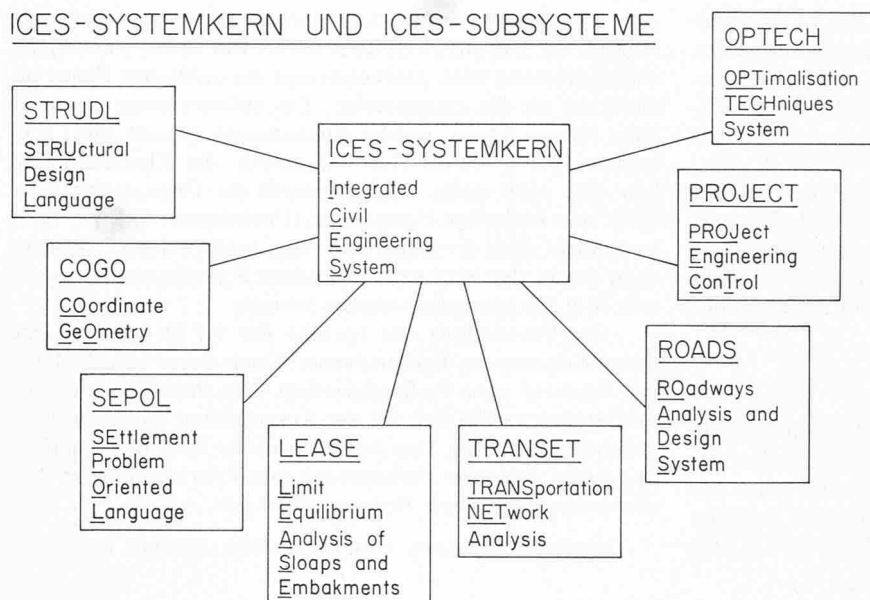 ICES-SYSTEMKERN UND ICES-SUBSYSTEME
OPTECH
OPTimalisation
TECHniques
System
STRUDL
STRUctural
Design
Language
ICES-SYSTEMKERN
Integrated
Civil
Engineering
System
PROJECT
PROJect
Engineering
ConTrol
COGO
COordinate
GeOmetry
ROADS
ROadways
Analysis and
Design
System
SEPOL
SEttlement
Problem
Oriented
Language
LEASE
Limit
Equilibrium
Analysis of
Sloaps and
Embakments
TRANSET
TRANSportation
NETwork
Analysis